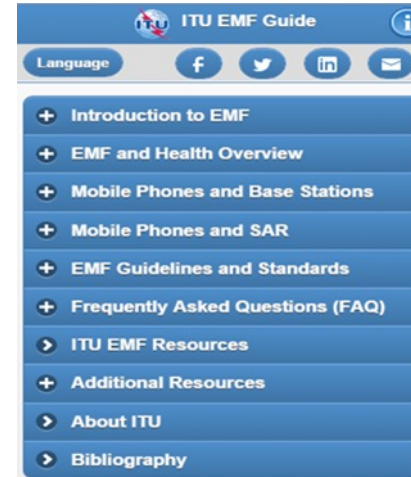 ITU EMF Guide
Language
Introduction to EMF
EMF and Health Overview
Mobile Phones and Base Stations
Mobile Phones and SAR
EMF Guidelines and Standards
Frequently Asked Questions (FAQ)
ITU EMF Resources
Additional Resources
About ITU
Bibliography